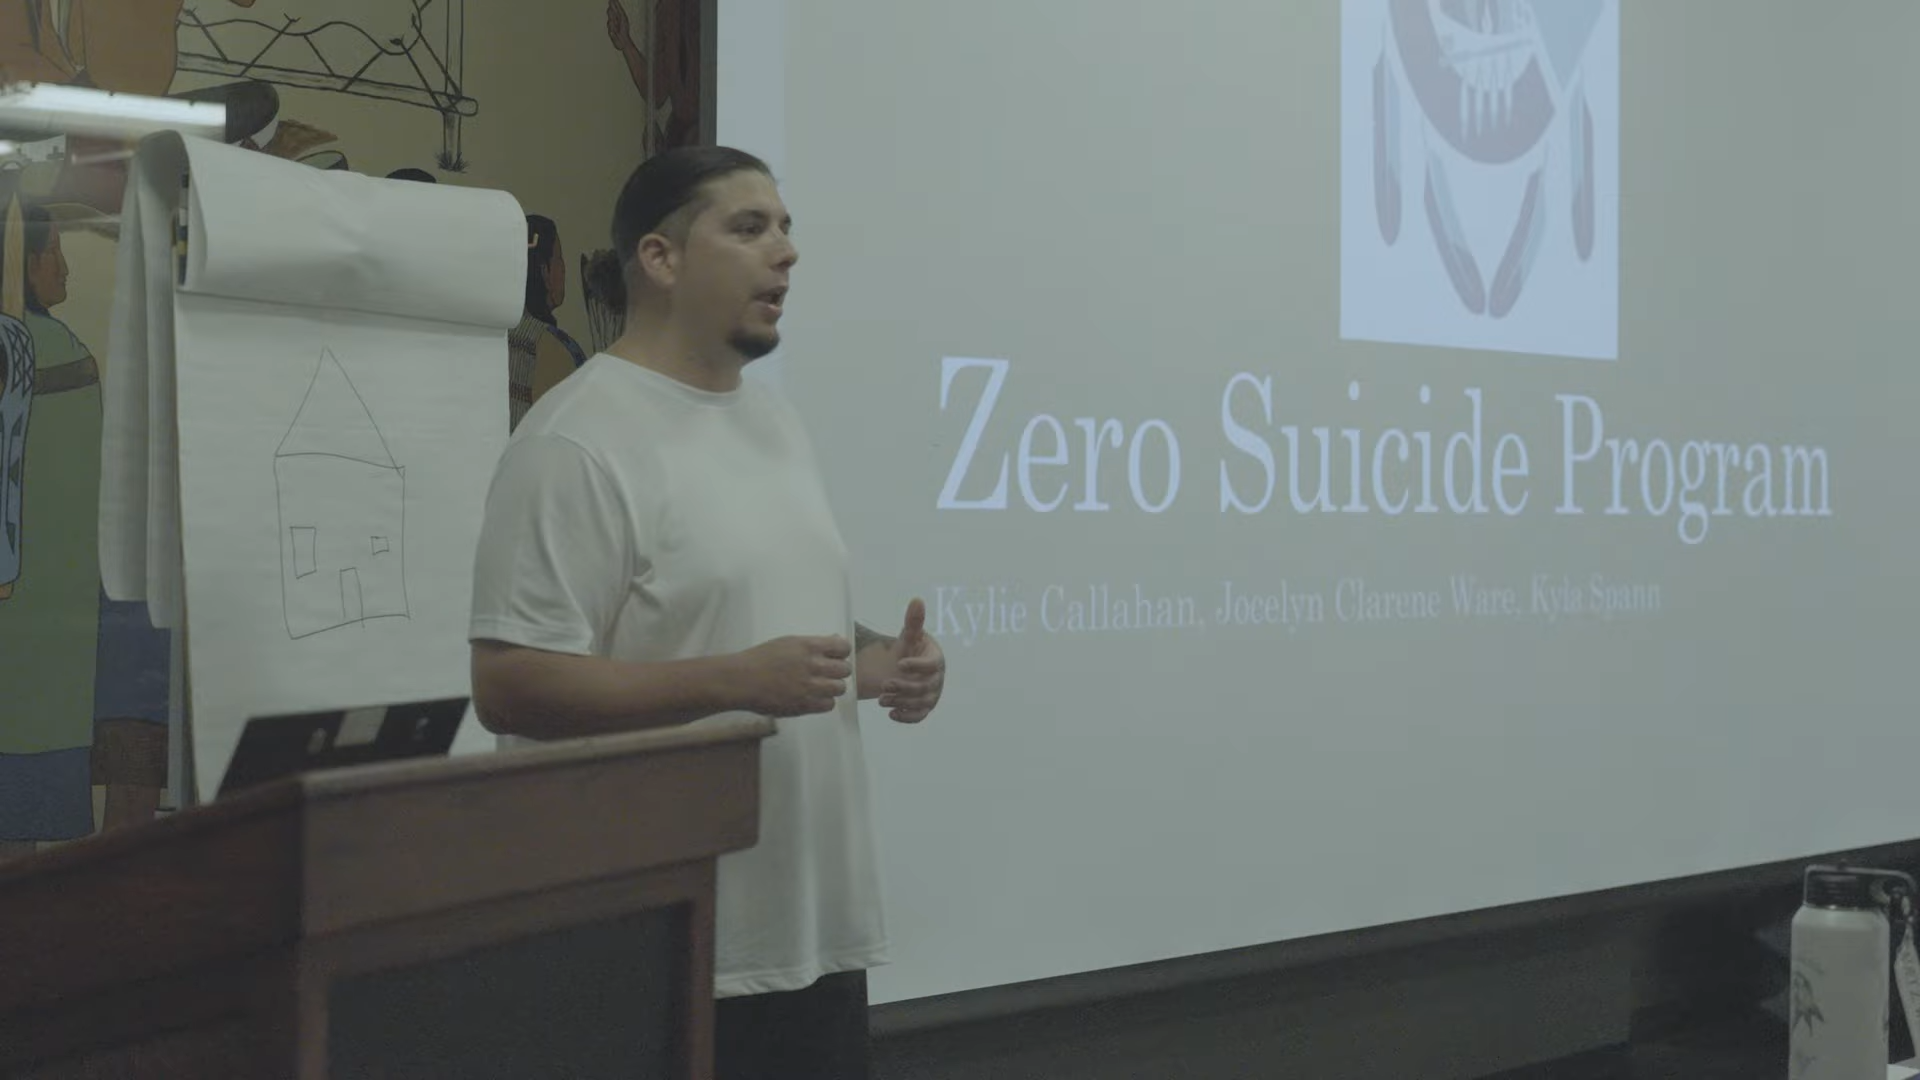 Zero Suicide Program
Kylie Callahan, Jocelyn Clarene Ware, Kyla Spann